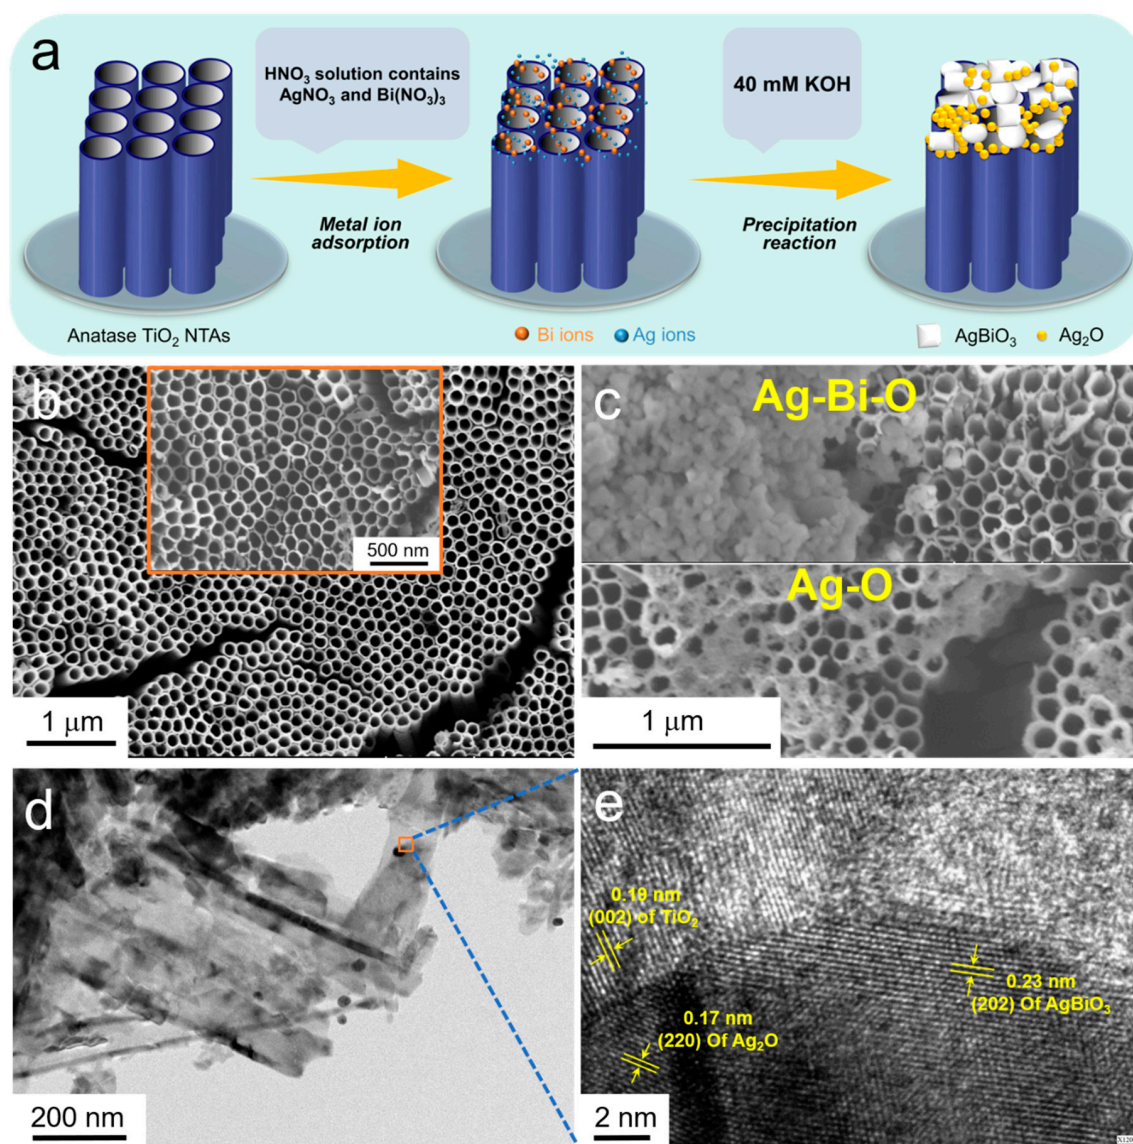 a
HNO₃ solution contains
AgNO₃ and Bi(NO₃)₃
40 mM KOH
Metal ion
adsorption
Precipitation
reaction
Anatase TiO₂ NTAs
Bi ions
Ag ions
AgBiO₃
Ag₂O
b
500 nm
1 μm
c
Ag-Bi-O
Ag-O
1 μm
d
200 nm
e
0.19 nm
(002) of TiO₂
0.23 nm
(202) Of AgBiO₃
0.17 nm
(220) Of Ag₂O
2 nm